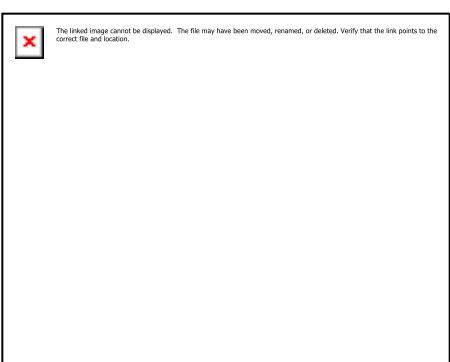 The linked image cannot be displayed.  The file may have been moved, renamed, or deleted. Verify that the link points to the
correct file and location.